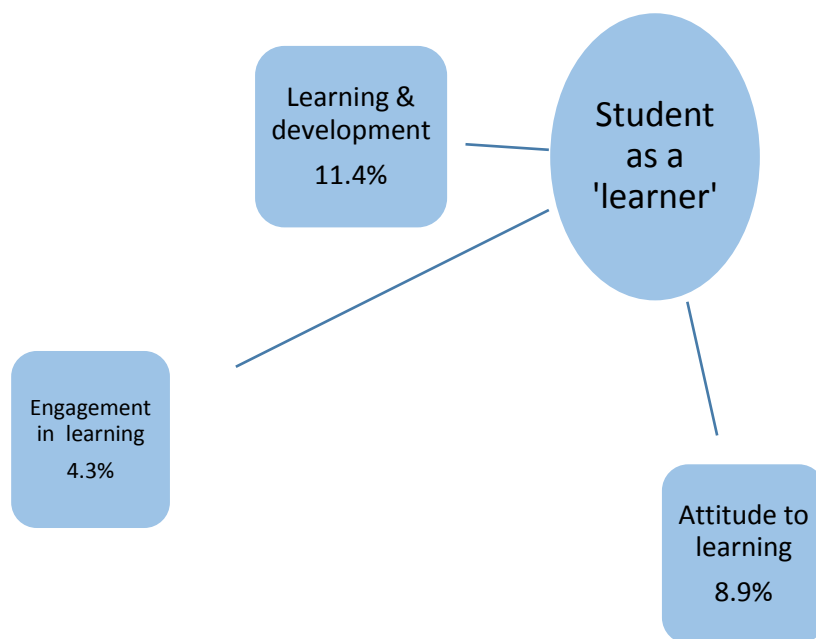 Learning &
development
11.4%
Student
as a
'learner'
Engagement
in learning
4.3%
Attitude to
learning
8.9%